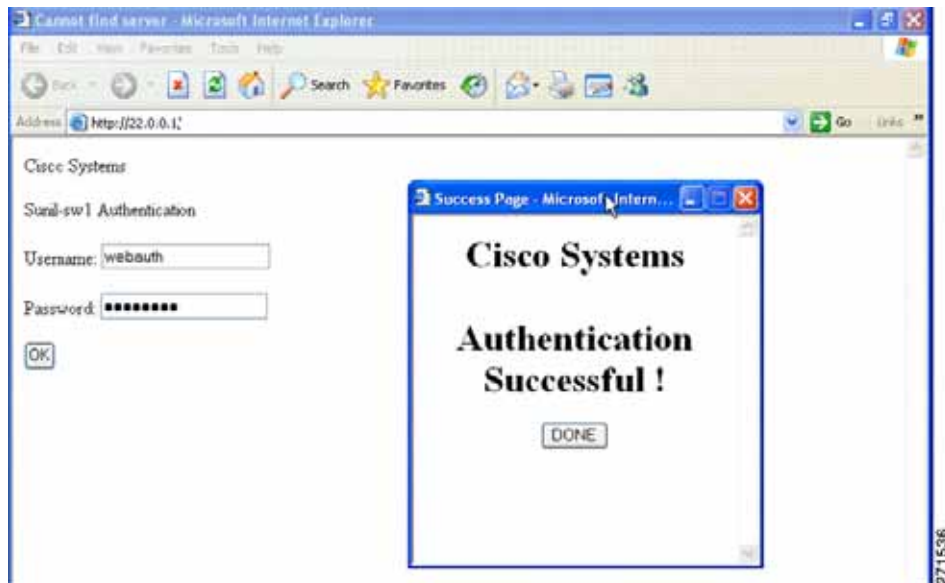 Cannot find server - Microsoft Internet Explorer
File Edit View Favorites Tools Help
Back Search Favorites
Address http://22.0.0.1/ Go Links »
Cisco Systems
Sunil-sw1 Authentication
Username: webauth
Password: ●●●●●●●●
OK
Success Page - Microsoft Intern...
Cisco Systems
Authentication
Successful !
DONE
271536